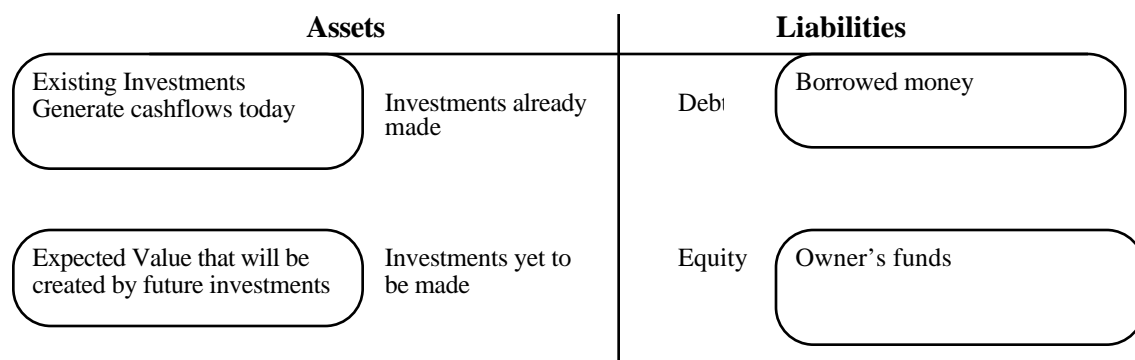 Assets
Liabilities
Existing Investments
Generate cashflows today
Investments already
made
Debt
Borrowed money
Expected Value that will be
created by future investments
Investments yet to
be made
Equity
Owner’s funds